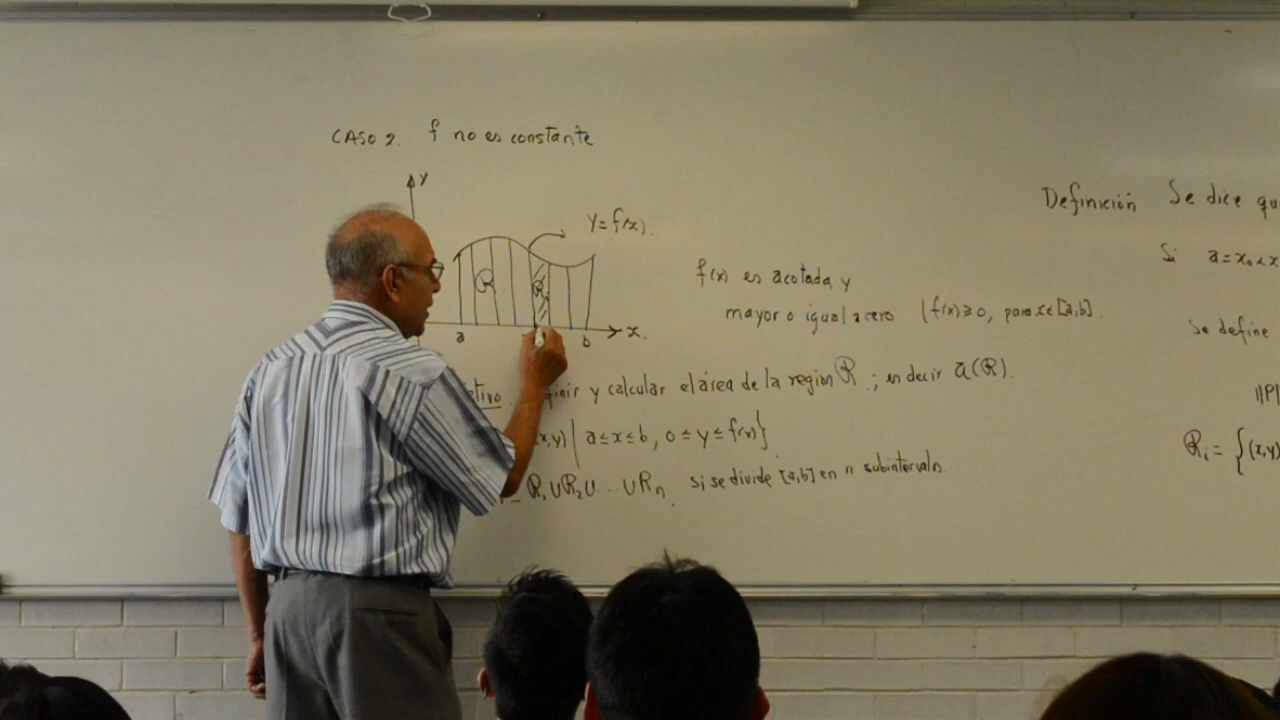 CASO 2. f no es constante
y
y = f(x).
R
R
a
b
x.
f(x) es acotada y
mayor o igual a cero (f(x) ≥ 0, para x ∈ [a,b].
definir y calcular el área de la region R ; es decir a(R).
(x,y) | a ≤ x ≤ b, 0 ≤ y ≤ f(x)}
= R₁ ∪ R₂ ∪ ... ∪ Rₙ si se divide [a,b] en n subintervalos.
Definición Se dice qu
Si a = x₀ < x
Se define
||P|
Rᵢ = {(x,y)